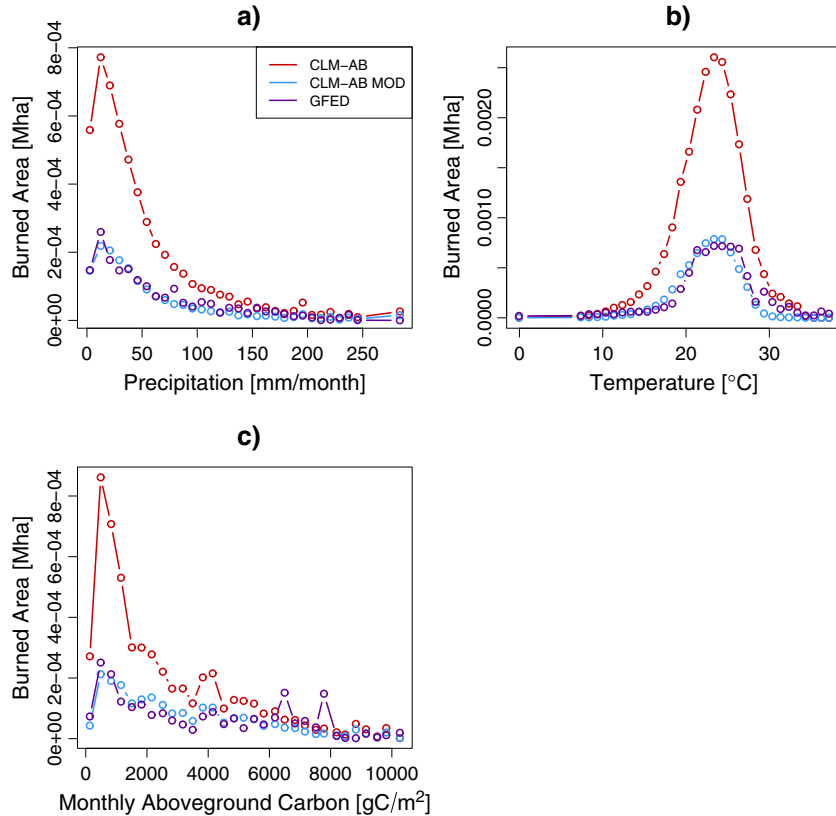 a)
Burned Area [Mha]
0e+00 2e−04 4e−04 6e−04 8e−04
CLM−AB
CLM−AB MOD
GFED
0 50 100 150 200 250
Precipitation [mm/month]
b)
Burned Area [Mha]
0.0000 0.0010 0.0020
0 10 20 30
Temperature [°C]
c)
Burned Area [Mha]
0e+00 2e−04 4e−04 6e−04 8e−04
0 2000 4000 6000 8000 10000
Monthly Aboveground Carbon [gC/m²]